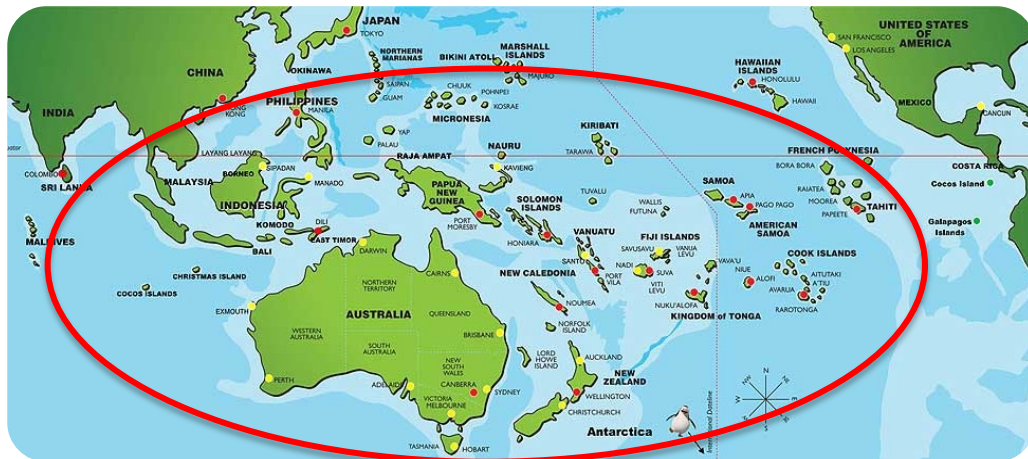 JAPAN
TOKYO
UNITED STATES
OF AMERICA
SAN FRANCISCO
LOS ANGELES
CHINA
NORTHERN
MARIANAS
BIKINI ATOLL
MARSHALL
ISLANDS
HAWAIIAN
ISLANDS
HONOLULU
OKINAWA
SAIPAN
MAJURO
INDIA
PHILIPPINES
GUAM
CHUUK
POHNPEI
HAWAII
MEXICO
KONG
MANILA
KOSRAE
CANCUN
MICRONESIA
KIRIBATI
YAP
PALAU
NAURU
TARAWA
FRENCH POLYNESIA
LAYANG LAYANG
RAJA AMPAT
BORA BORA
COSTA RICA
COLOMBO
SIPADAN
KAVIENG
SRI LANKA
MALAYSIA
BORNEO
MANADO
PAPUA
NEW
GUINEA
TUVALU
SAMOA
RAIATEA
MOOREA
Cocos Island
INDONESIA
SOLOMON
ISLANDS
WALLIS
FUTUNA
APIA
PAGO PAGO
TAHITI
PAPEETE
KOMODO
DILI
PORT
MORESBY
AMERICAN
SAMOA
Galapagos
Islands
MALDIVES
BALI
EAST TIMOR
HONIARA
VANUATU
FIJI ISLANDS
SAVUSAVU
VANUA
LEVU
DARWIN
COOK ISLANDS
CHRISTMAS ISLAND
CAIRNS
NEW CALEDONIA
SANTO
NADI
SUVA
VAVA'U
NIUE
AITUTAKI
COCOS ISLANDS
PORT
VILA
VITI
LEVU
ALOFI
A'TIU
AVARUA
NORTHERN
TERRITORY
NUKU'ALOFA
RAROTONGA
EXMOUTH
NOUMEA
KINGDOM of TONGA
AUSTRALIA
QUEENSLAND
NORFOLK
ISLAND
WESTERN
AUSTRALIA
BRISBANE
SOUTH
AUSTRALIA
LORD
HOWE
ISLAND
AUCKLAND
NEW
SOUTH
WALES
NEW
ZEALAND
PERTH
ADELAIDE
CANBERRA
SYDNEY
WELLINGTON
VICTORIA
MELBOURNE
CHRISTCHURCH
International Dateline
N
NW
NE
W
E
SW
SE
S
TASMANIA
HOBART
Antarctica